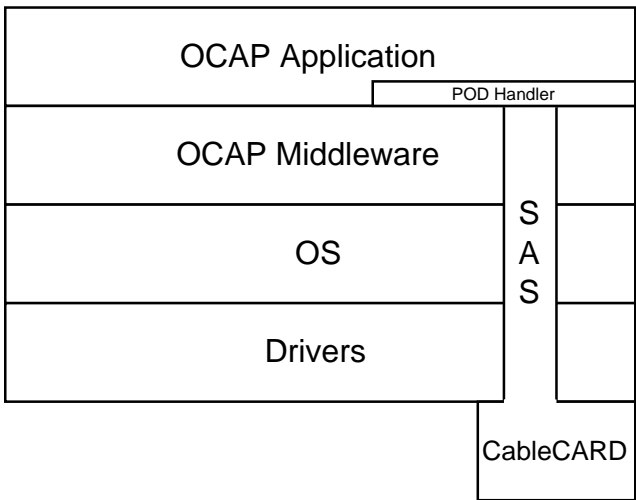 OCAP Application
POD Handler
OCAP Middleware
S
A
S
OS
Drivers
CableCARD